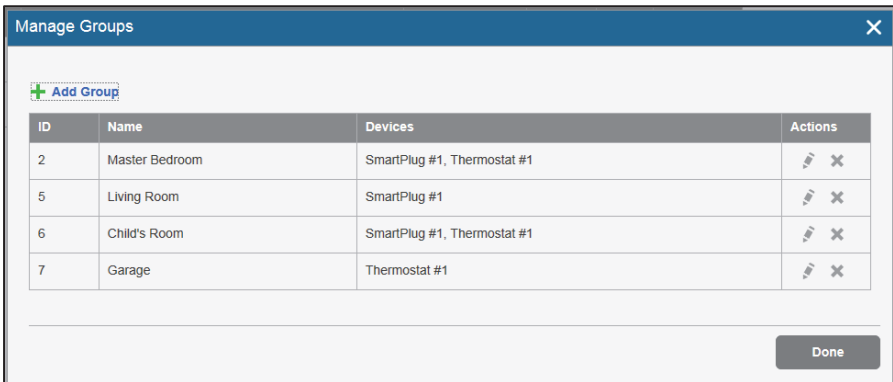 Manage Groups
Add Group
ID Name Devices Actions
2 Master Bedroom SmartPlug #1, Thermostat #1
5 Living Room SmartPlug #1
6 Child's Room SmartPlug #1, Thermostat #1
7 Garage Thermostat #1
Done